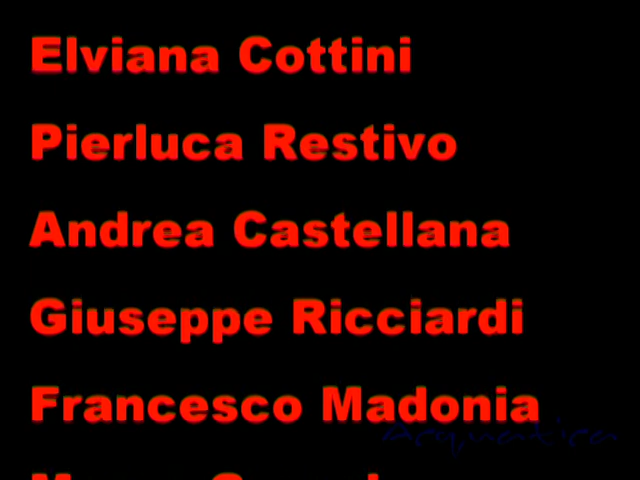 Elviana Cottini
Pierluca Restivo
Andrea Castellana
Giuseppe Ricciardi
Francesco Madonia